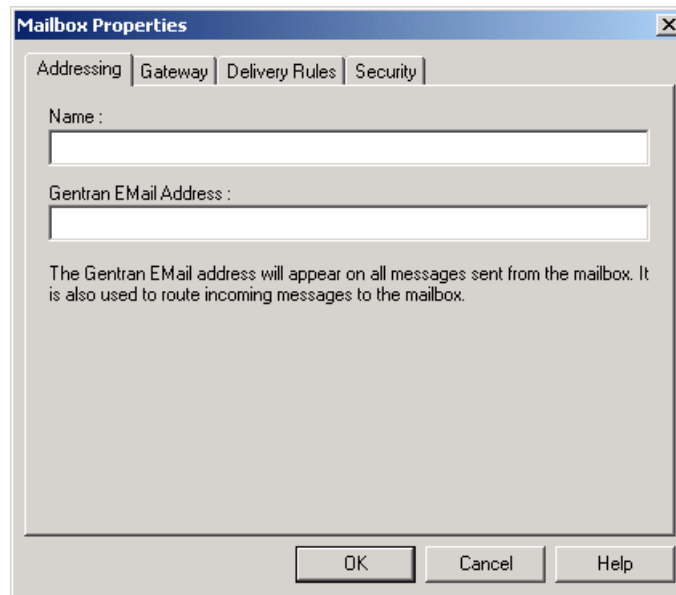 Mailbox Properties
Addressing Gateway Delivery Rules Security
Name :
Gentran EMail Address :
The Gentran EMail address will appear on all messages sent from the mailbox. It
is also used to route incoming messages to the mailbox.
OK Cancel Help